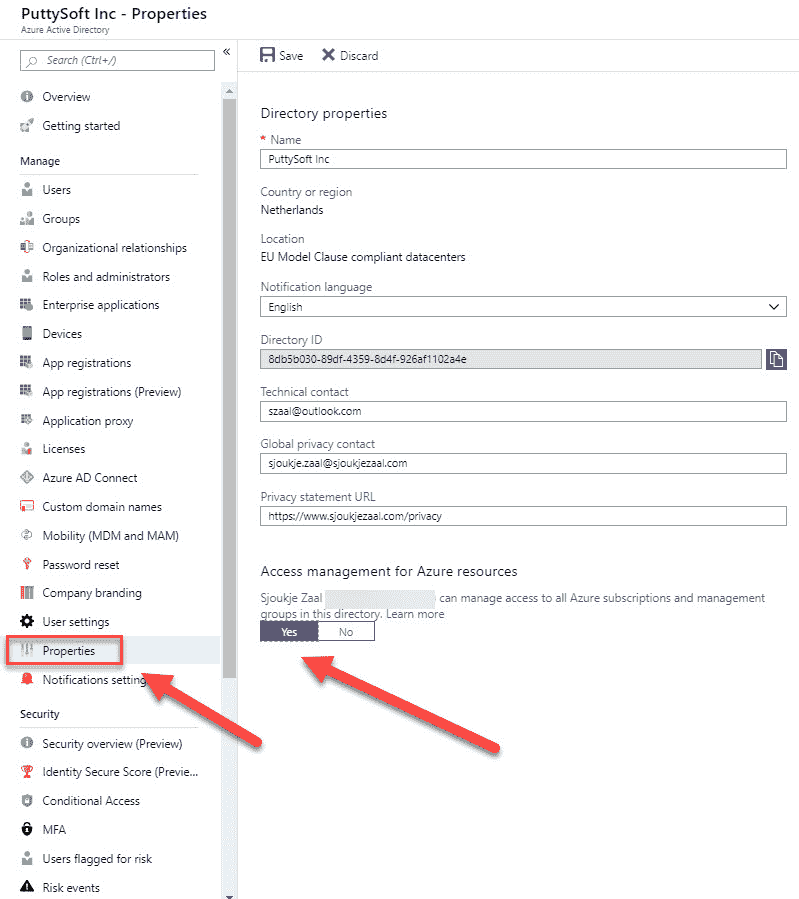 PuttySoft Inc - Properties
Azure Active Directory
Search (Ctrl+/)
«
Overview
Getting started
Manage
Users
Groups
Organizational relationships
Roles and administrators
Enterprise applications
Devices
App registrations
App registrations (Preview)
Application proxy
Licenses
Azure AD Connect
Custom domain names
Mobility (MDM and MAM)
Password reset
Company branding
User settings
Properties
Notifications setting
Security
Security overview (Preview)
Identity Secure Score (Previe...
Conditional Access
MFA
Users flagged for risk
Risk events
Save Discard
Directory properties
* Name
PuttySoft Inc
Country or region
Netherlands
Location
EU Model Clause compliant datacenters
Notification language
English
Directory ID
8db5b030-89df-4359-8d4f-926af1102a4e
Technical contact
szaal@outlook.com
Global privacy contact
sjoukje.zaal@sjoukjezaal.com
Privacy statement URL
https://www.sjoukjezaal.com/privacy
Access management for Azure resources
Sjoukje Zaal can manage access to all Azure subscriptions and management
groups in this directory. Learn more
Yes No